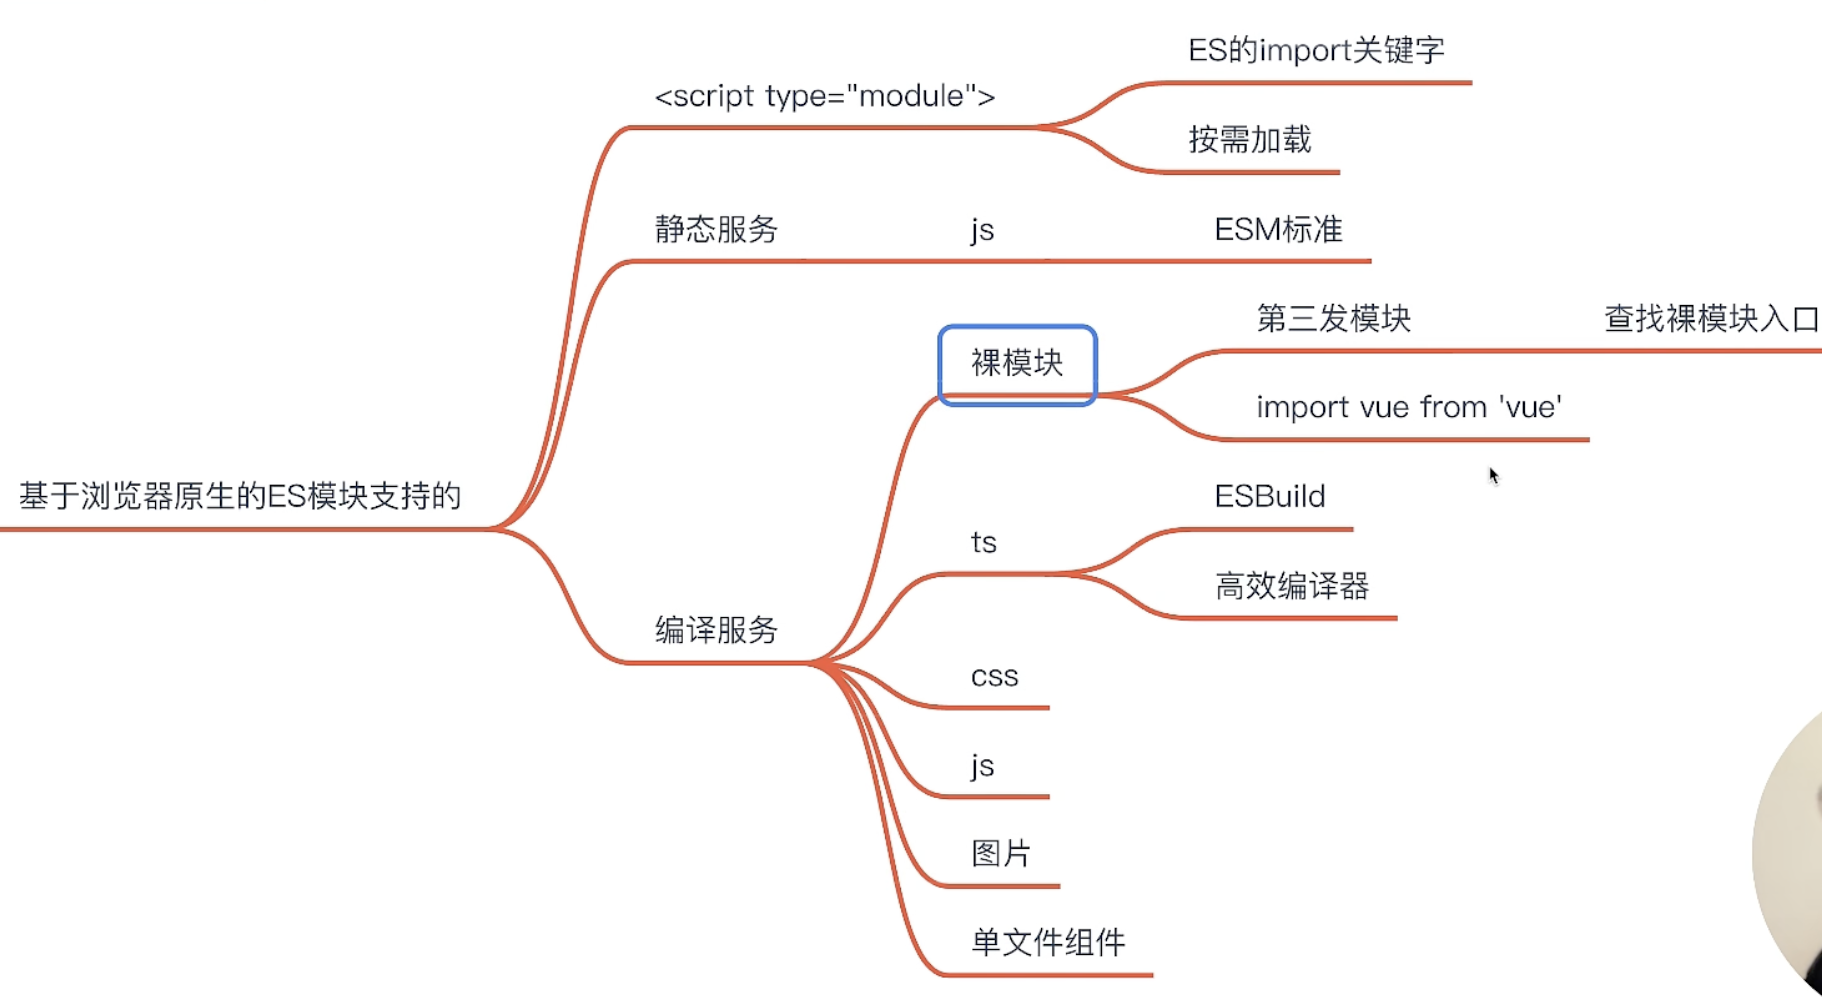 ES的import关键字
<script type="module">
按需加载
静态服务
js
ESM标准
第三发模块
查找裸模块入口
裸模块
import vue from 'vue'
基于浏览器原生的ES模块支持的
ESBuild
ts
高效编译器
编译服务
css
js
图片
单文件组件